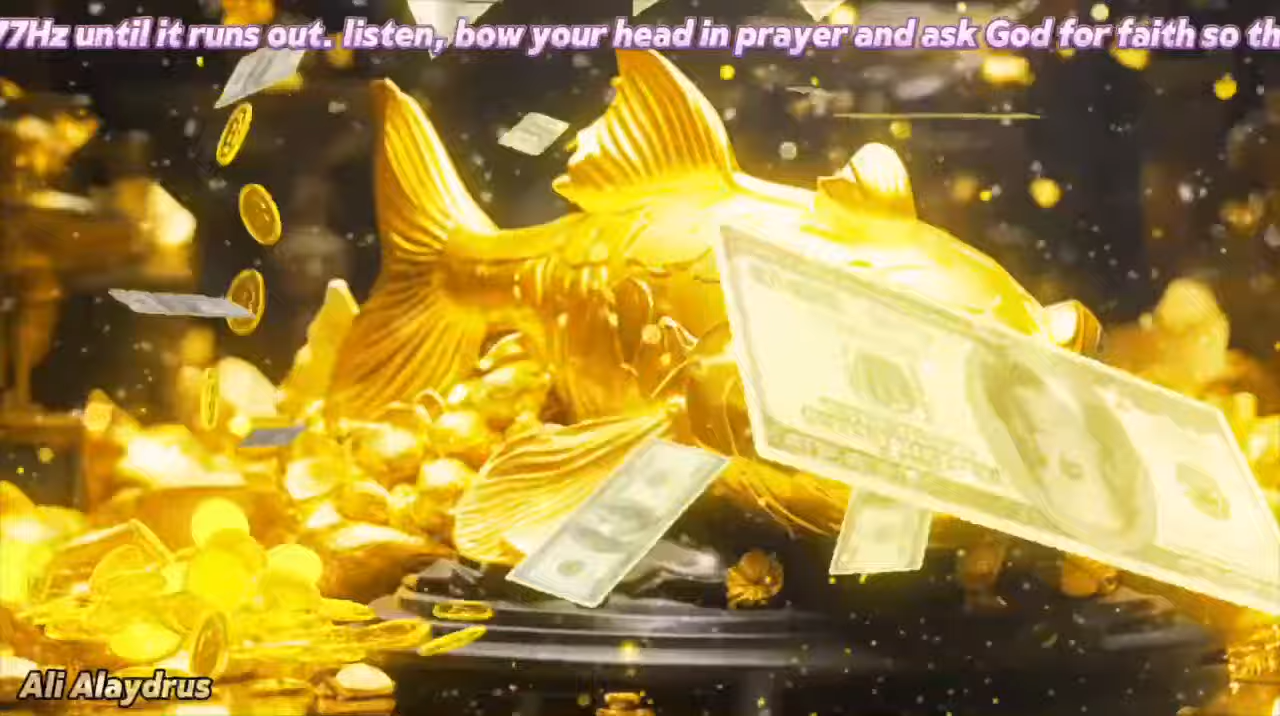 77Hz until it runs out. listen, bow your head in prayer and ask God for faith so th
Ali Alaydrus